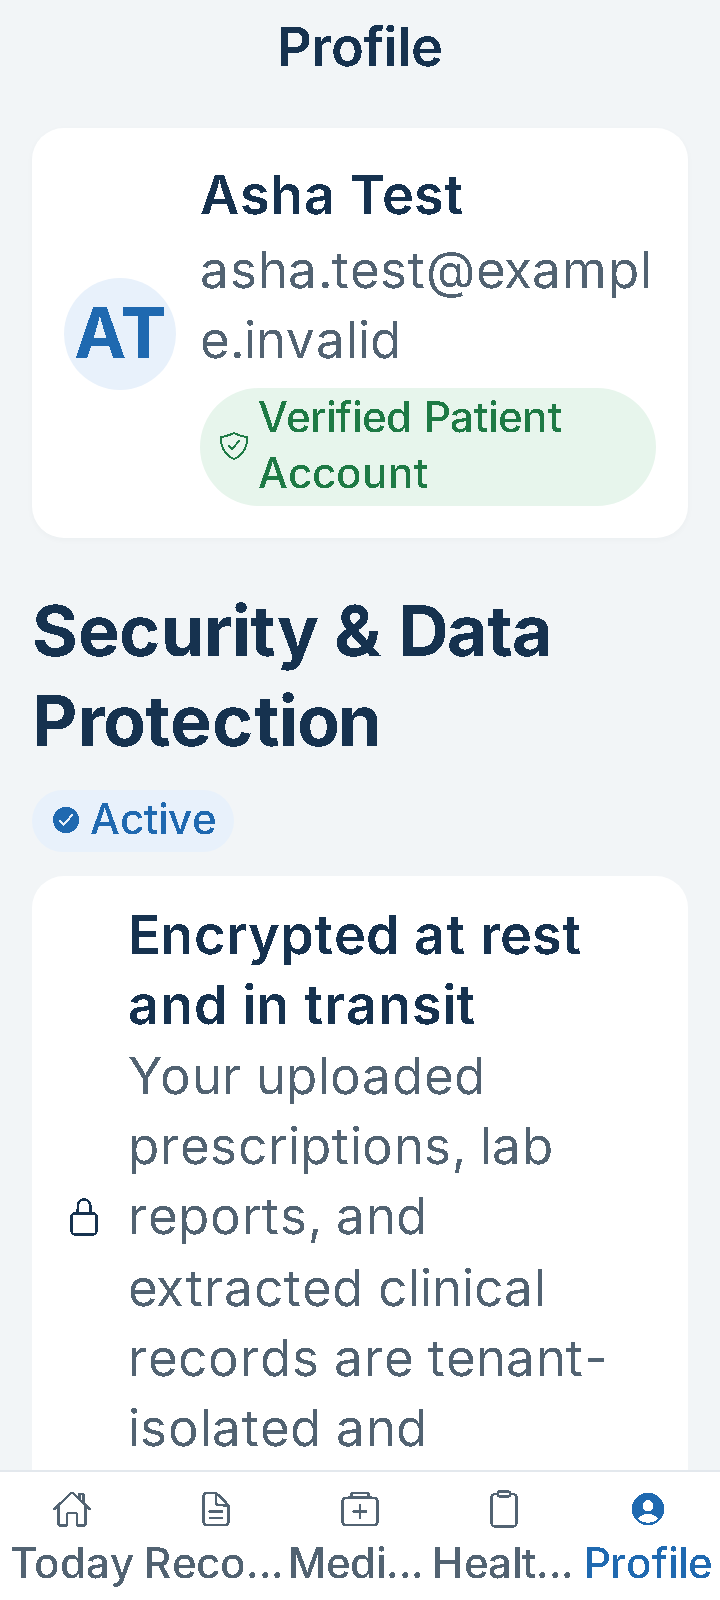 Profile
Asha Test
asha.test@exampl
e.invalid
AT
Verified Patient
Account
Security & Data
Protection
Active
Encrypted at rest
and in transit
Your uploaded
prescriptions, lab
reports, and
extracted clinical
records are tenant-
isolated and
Today Reco... Medi... Healt... Profile